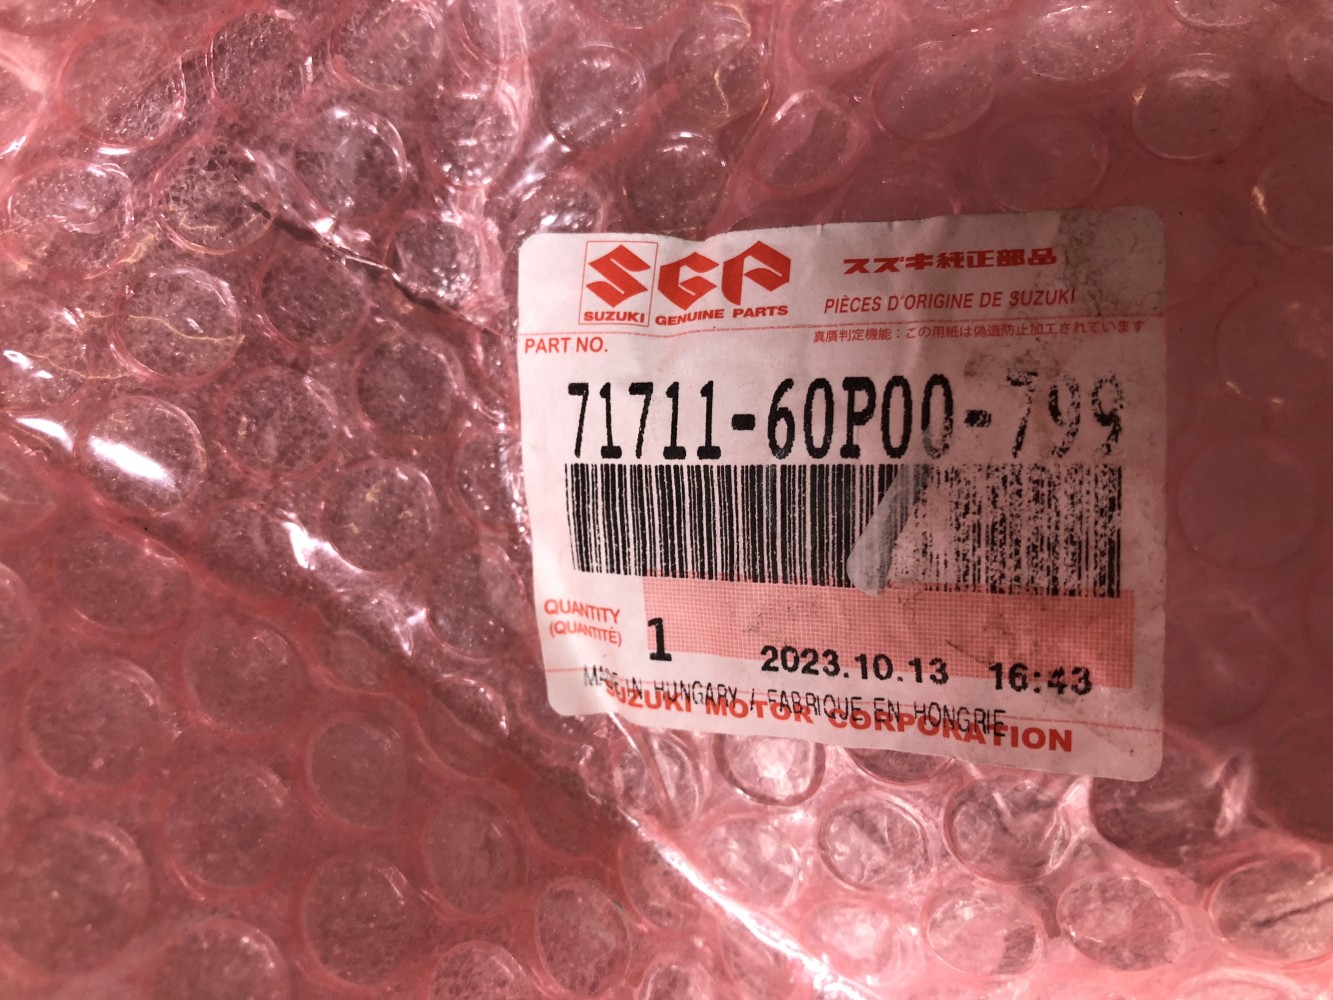 SGP スズキ純正部品
SUZUKI GENUINE PARTS PIÈCES D'ORIGINE DE SUZUKI
PART NO. 真贋判定機能：この用紙は偽造防止加工されています
71711-60P00-799
QUANTITY
(QUANTITÉ) 1 2023.10.13 16:43
MADE IN HUNGARY / FABRIQUE EN HONGRIE
SUZUKI MOTOR CORPORATION